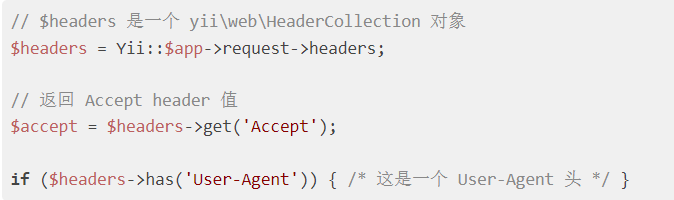 // $headers 是一个 yii\web\HeaderCollection 对象
$headers = Yii::$app->request->headers;
// 返回 Accept header 值
$accept = $headers->get('Accept');
if ($headers->has('User-Agent')) { /* 这是一个 User-Agent 头 */ }